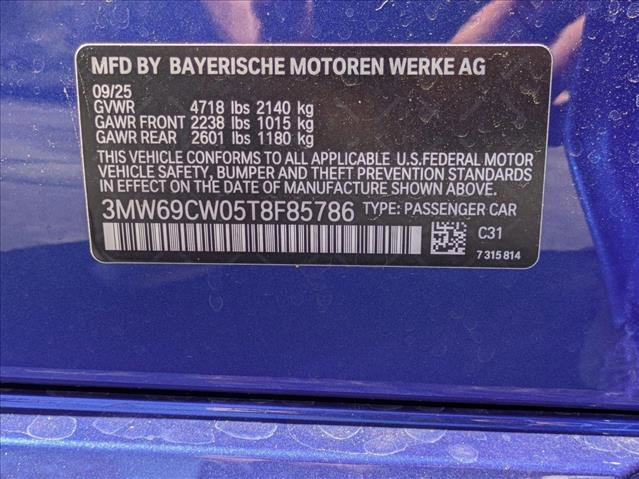 MFD BY BAYERISCHE MOTOREN WERKE AG
09/25
GVWR 4718 lbs 2140 kg
GAWR FRONT 2238 lbs 1015 kg
GAWR REAR 2601 lbs 1180 kg
THIS VEHICLE CONFORMS TO ALL APPLICABLE U.S.FEDERAL MOTOR
VEHICLE SAFETY, BUMPER AND THEFT PREVENTION STANDARDS
IN EFFECT ON THE DATE OF MANUFACTURE SHOWN ABOVE.
3MW69CW05T8F85786 TYPE: PASSENGER CAR
C31
7 315 814